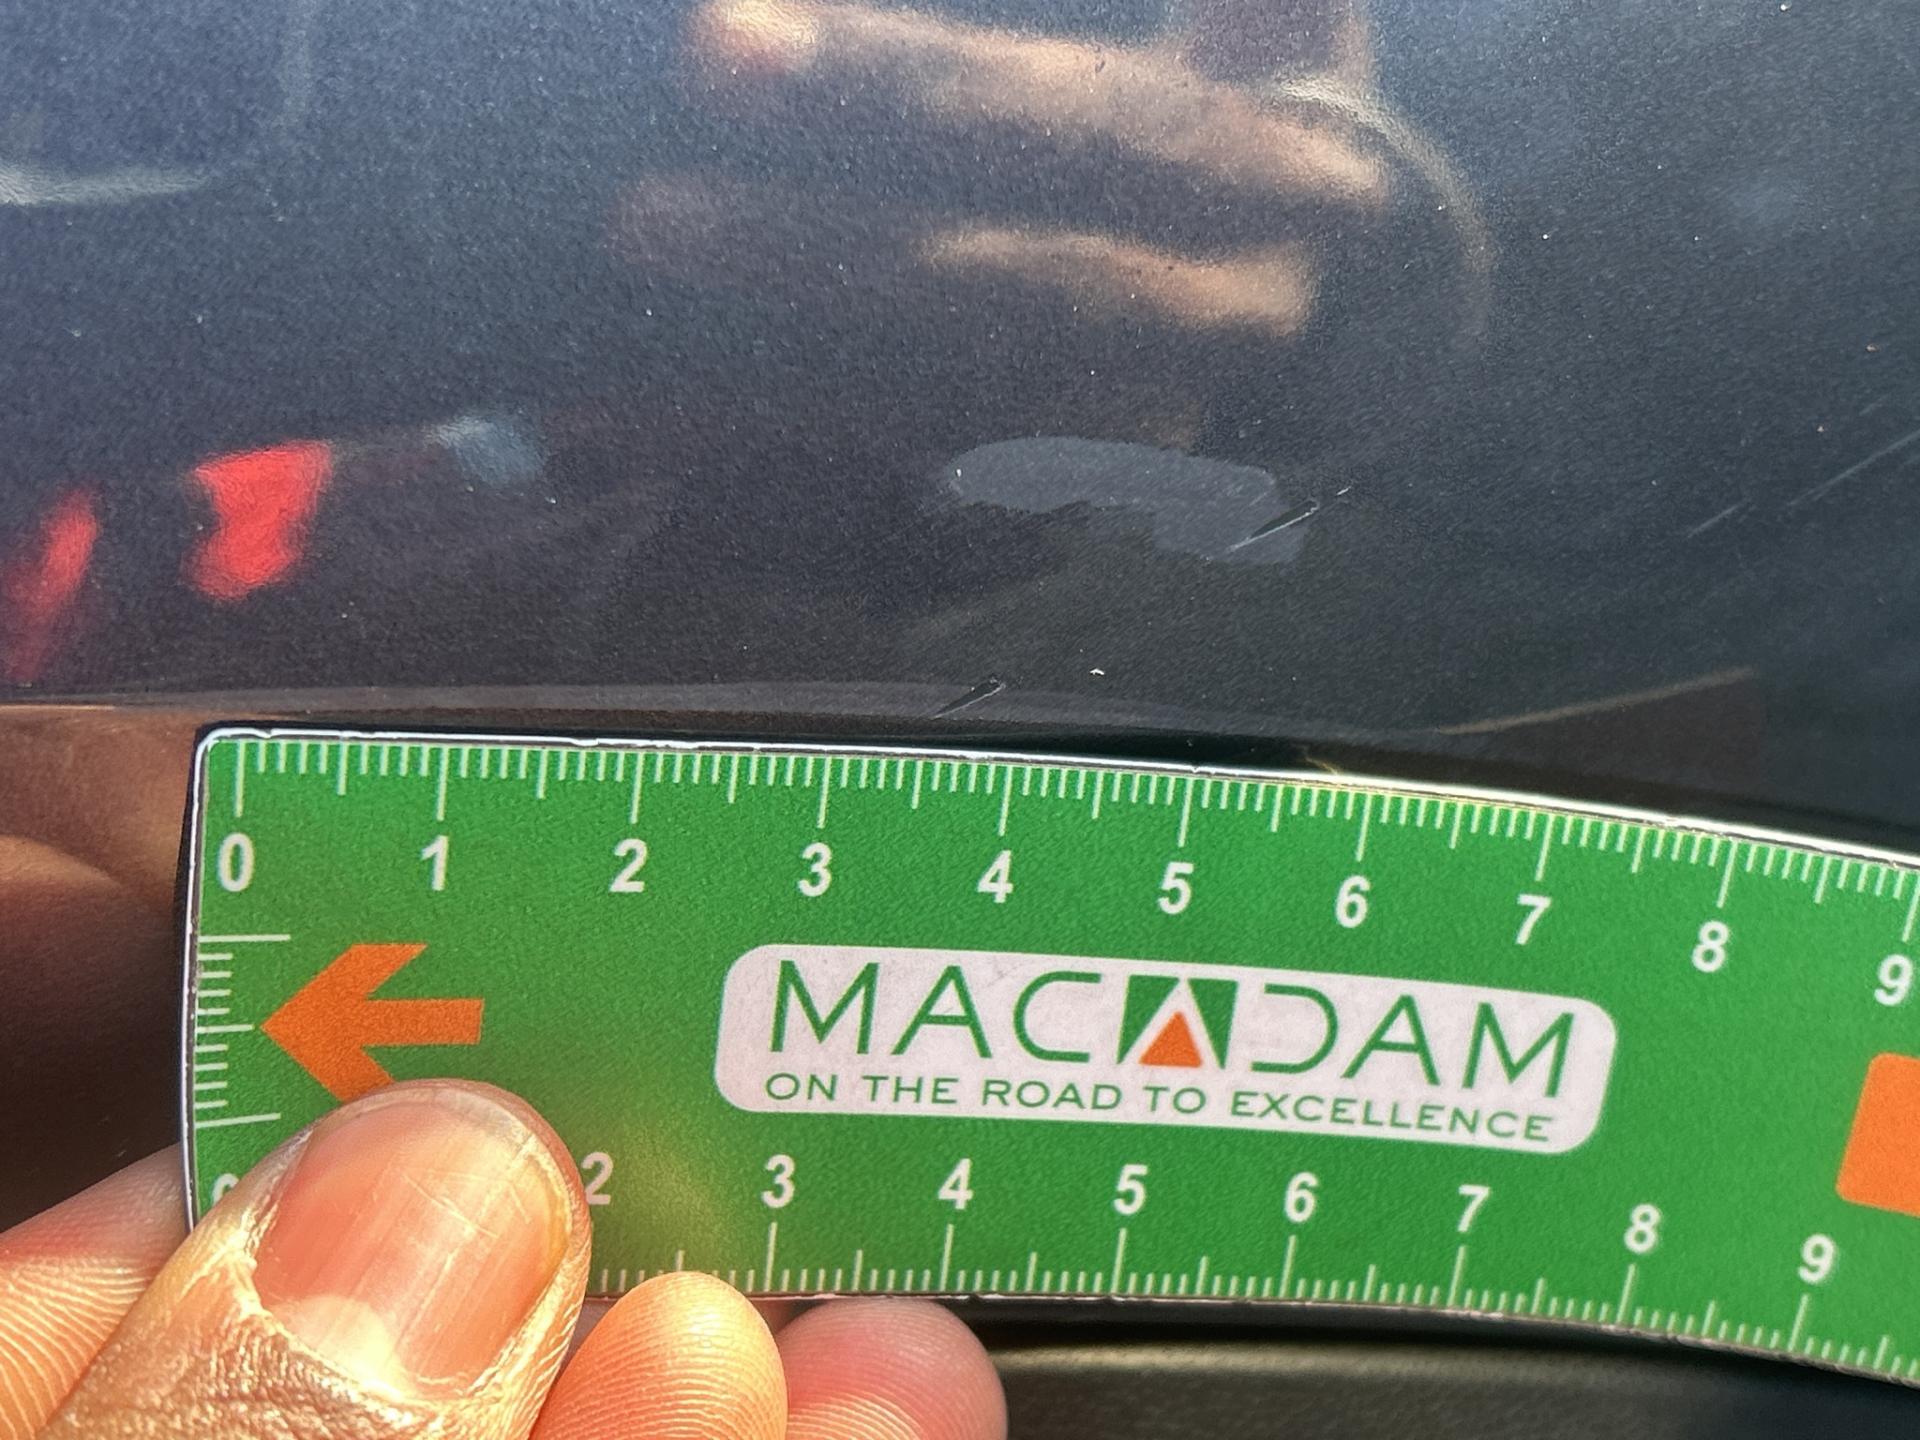 0 1 2 3 4 5 6 7 8 9
MACADAM
ON THE ROAD TO EXCELLENCE
2 3 4 5 6 7 8 9